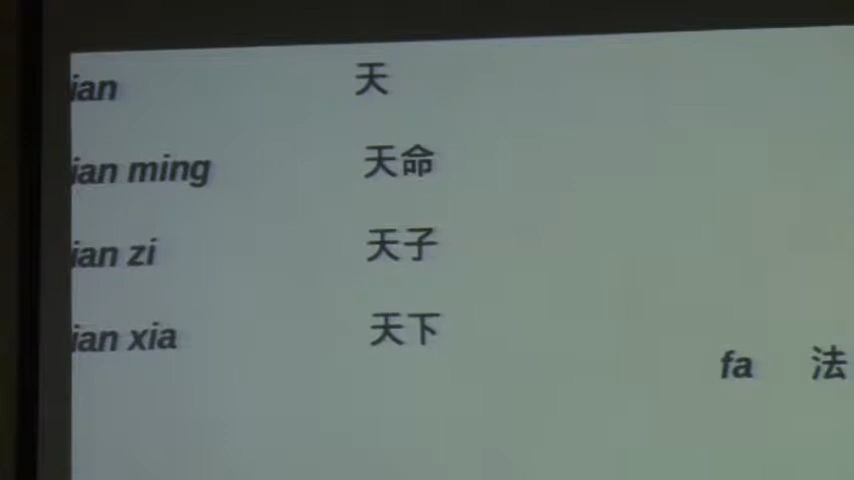 ian 天
ian ming 天命
ian zi 天子
ian xia 天下
fa 法